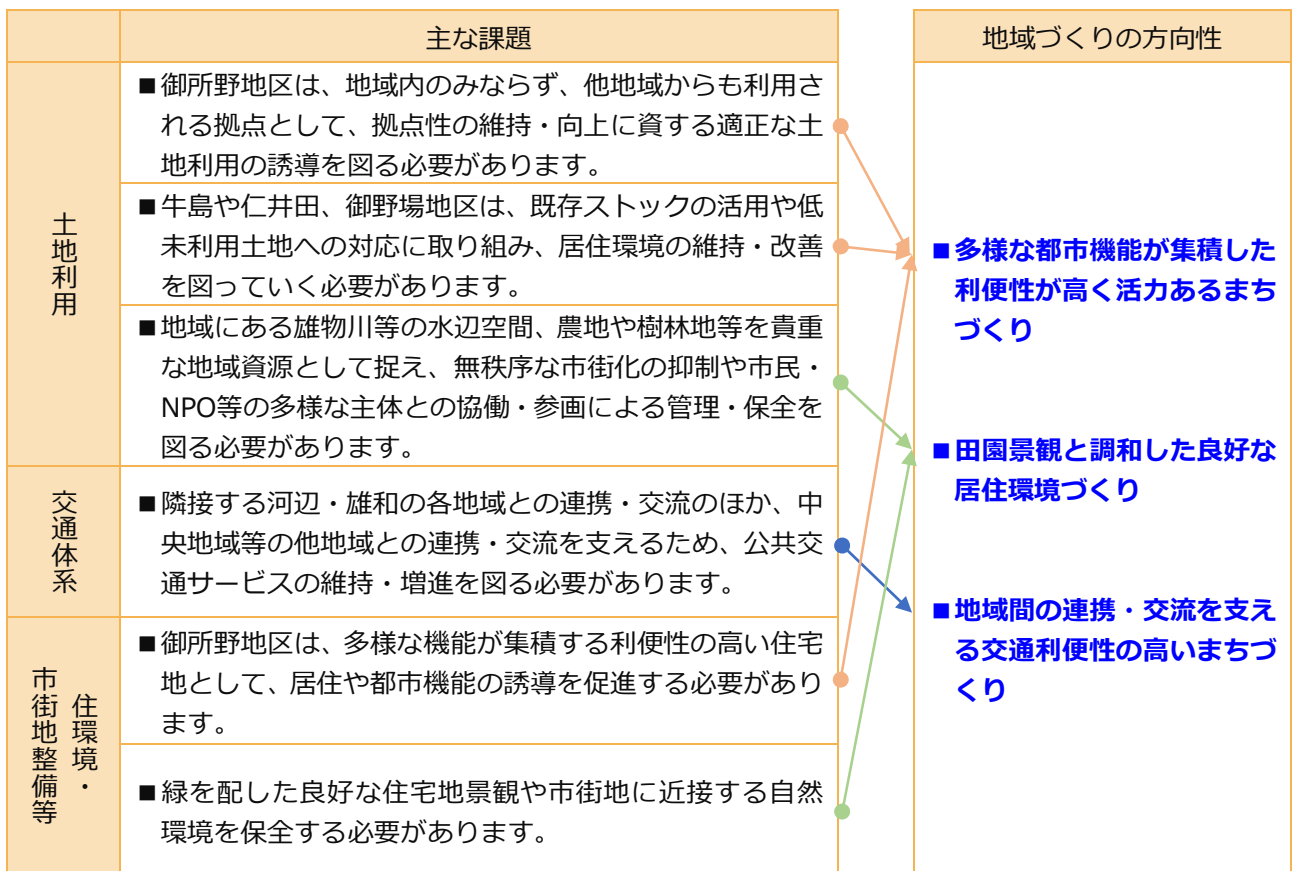 主な課題
地域づくりの方向性
土地利用
■御所野地区は、地域内のみならず、他地域からも利用さ
れる拠点として、拠点性の維持・向上に資する適正な土
地利用の誘導を図る必要があります。
■牛島や仁井田、御野場地区は、既存ストックの活用や低
未利用土地への対応に取り組み、居住環境の維持・改善
を図っていく必要があります。
■地域にある雄物川等の水辺空間、農地や樹林地等を貴重
な地域資源として捉え、無秩序な市街化の抑制や市民・
NPO等の多様な主体との協働・参画による管理・保全を
図る必要があります。
交通体系
■隣接する河辺・雄和の各地域との連携・交流のほか、中
央地域等の他地域との連携・交流を支えるため、公共交
通サービスの維持・増進を図る必要があります。
住環境・
市街地整備等
■御所野地区は、多様な機能が集積する利便性の高い住宅
地として、居住や都市機能の誘導を促進する必要があり
ます。
■緑を配した良好な住宅地景観や市街地に近接する自然
環境を保全する必要があります。
■多様な都市機能が集積した
利便性が高く活力あるまち
づくり
■田園景観と調和した良好な
居住環境づくり
■地域間の連携・交流を支え
る交通利便性の高いまちづ
くり